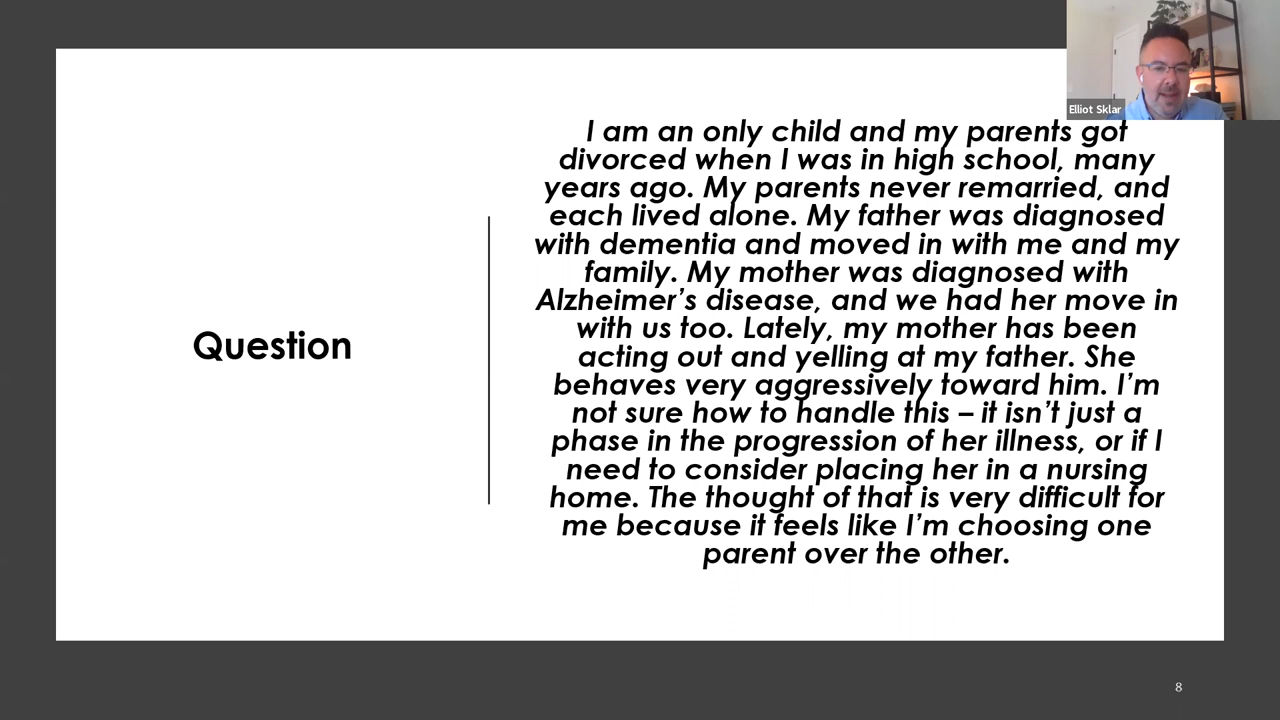 Elliot Sklar
Question
I am an only child and my parents got
divorced when I was in high school, many
years ago. My parents never remarried, and
each lived alone. My father was diagnosed
with dementia and moved in with me and my
family. My mother was diagnosed with
Alzheimer’s disease, and we had her move in
with us too. Lately, my mother has been
acting out and yelling at my father. She
behaves very aggressively toward him. I’m
not sure how to handle this – it isn’t just a
phase in the progression of her illness, or if I
need to consider placing her in a nursing
home. The thought of that is very difficult for
me because it feels like I’m choosing one
parent over the other.
8